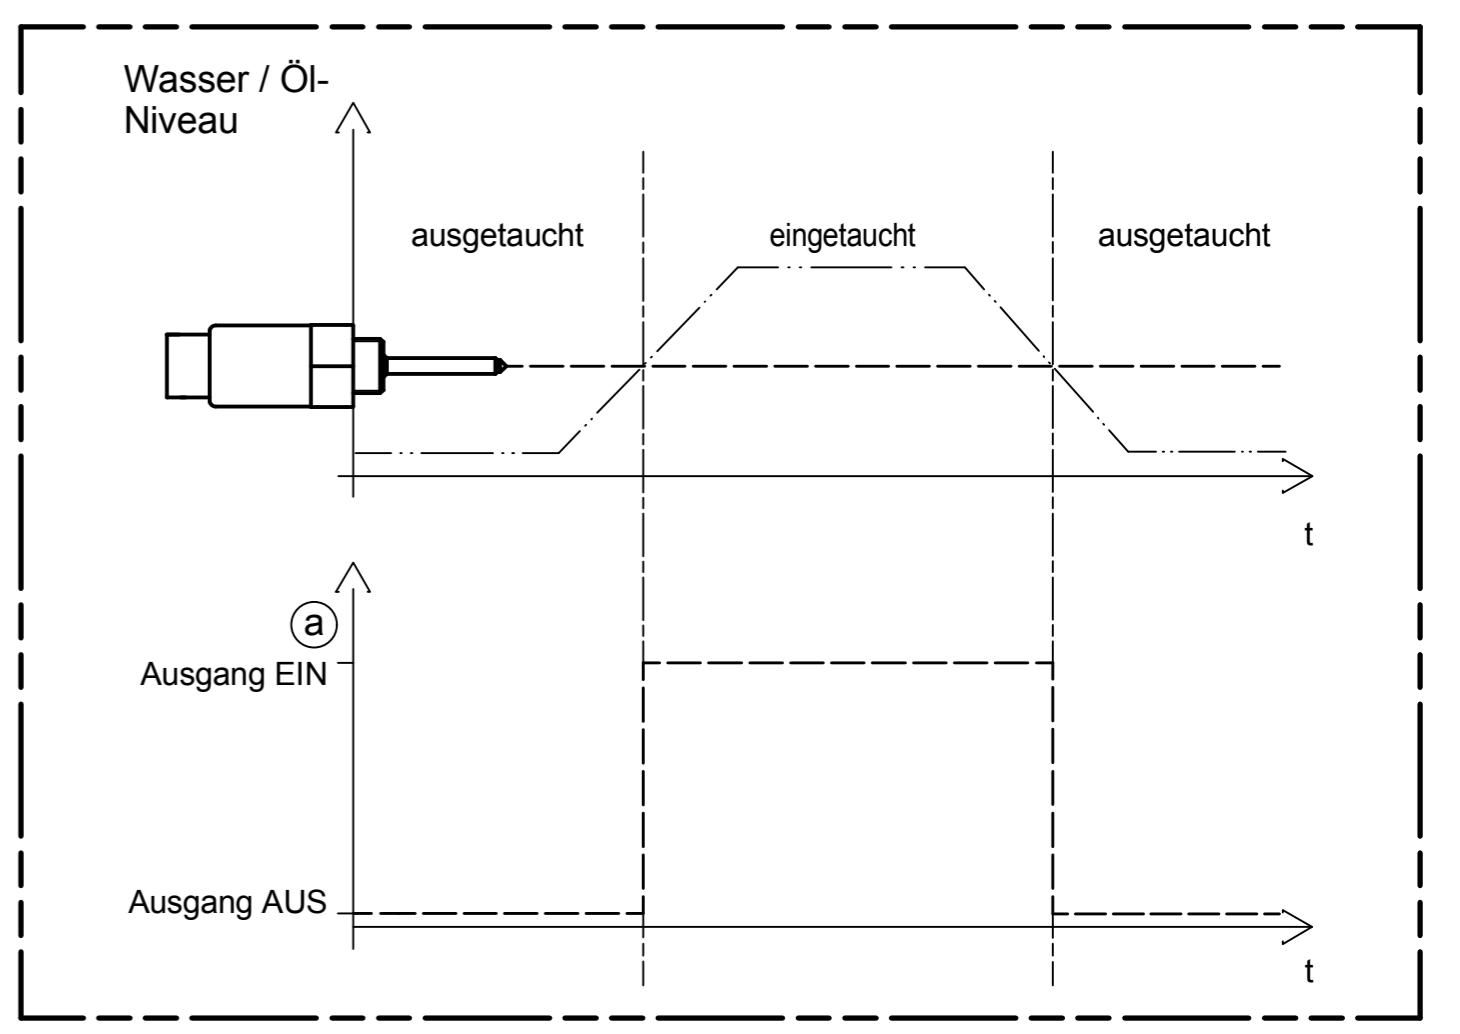 Wasser / Öl-
Niveau
ausgetaucht
eingetaucht
ausgetaucht
t
a
Ausgang EIN
Ausgang AUS
t